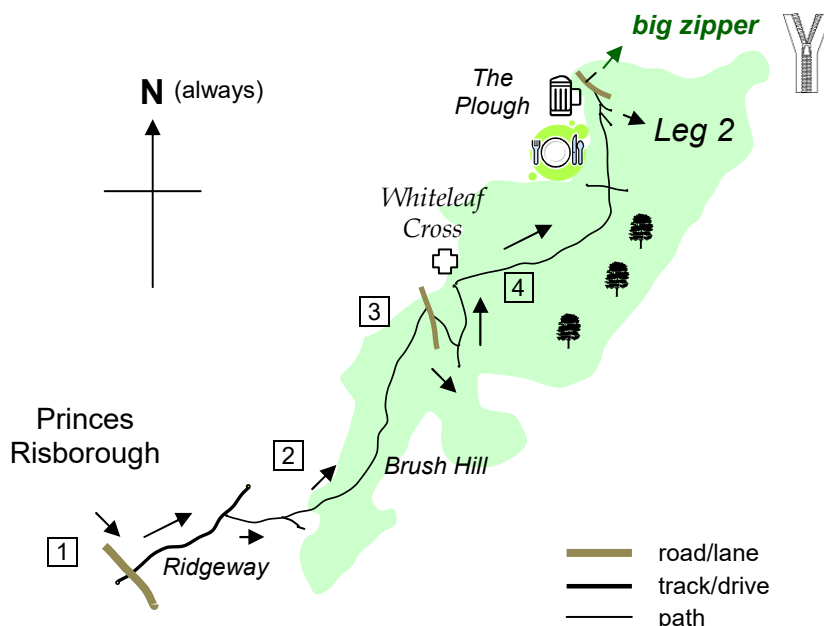 big zipper
The
Plough
N (always)
Leg 2
Whiteleaf
Cross
3
4
Princes
Risborough
2
Brush Hill
1
Ridgeway
road/lane
track/drive
path